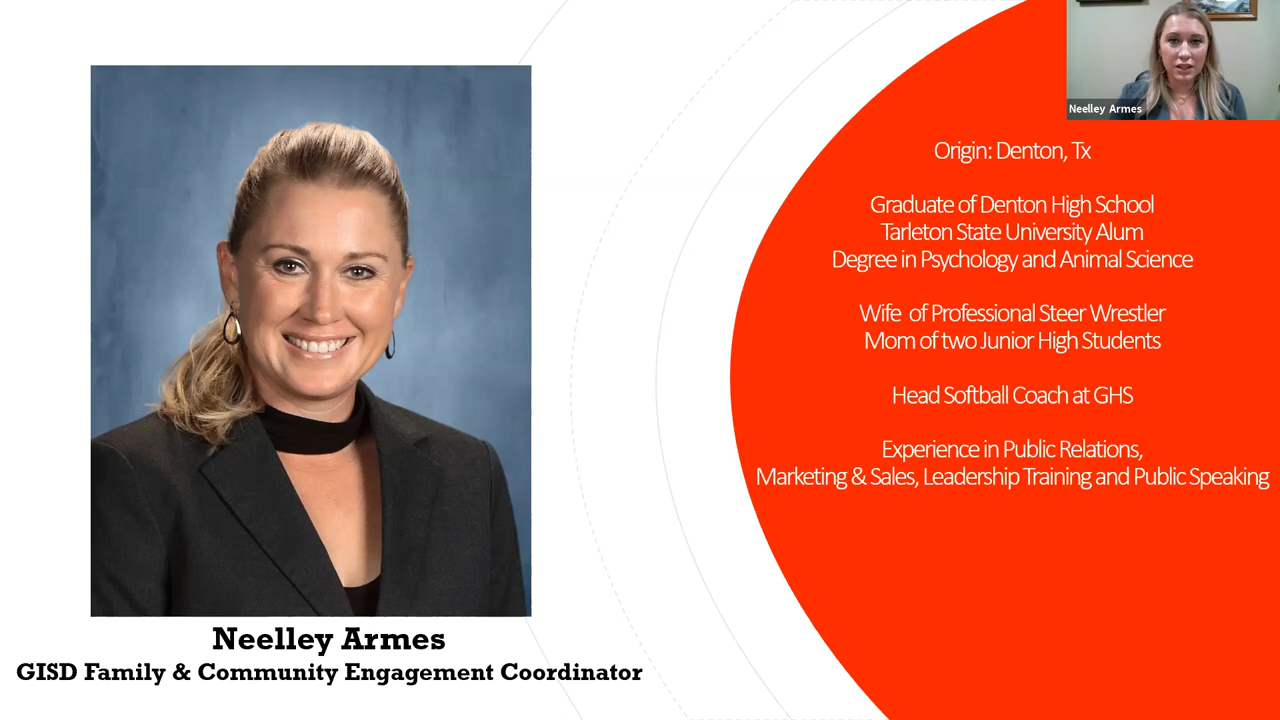 Neelley Armes
Origin: Denton, Tx
Graduate of Denton High School
Tarleton State University Alum
Degree in Psychology and Animal Science
Wife of Professional Steer Wrestler
Mom of two Junior High Students
Head Softball Coach at GHS
Experience in Public Relations,
Marketing & Sales, Leadership Training and Public Speaking
Neelley Armes
GISD Family & Community Engagement Coordinator